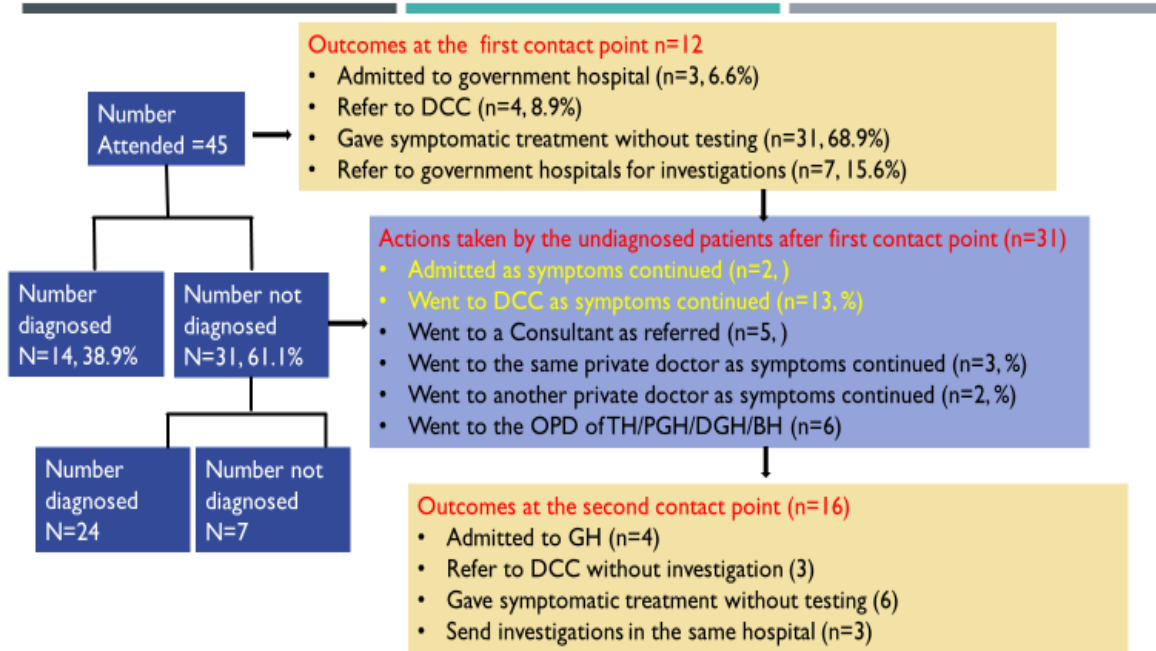 Outcomes at the first contact point n=12
• Admitted to government hospital (n=3, 6.6%)
• Refer to DCC (n=4, 8.9%)
• Gave symptomatic treatment without testing (n=31, 68.9%)
• Refer to government hospitals for investigations (n=7, 15.6%)
Number
Attended =45
Number
diagnosed
N=14, 38.9%
Number not
diagnosed
N=31, 61.1%
Actions taken by the undiagnosed patients after first contact point (n=31)
• Admitted as symptoms continued (n=2, )
• Went to DCC as symptoms continued (n=13, %)
• Went to a Consultant as referred (n=5, )
• Went to the same private doctor as symptoms continued (n=3, %)
• Went to another private doctor as symptoms continued (n=2, %)
• Went to the OPD of TH/PGH/DGH/BH (n=6)
Number
diagnosed
N=24
Number not
diagnosed
N=7
Outcomes at the second contact point (n=16)
• Admitted to GH (n=4)
• Refer to DCC without investigation (3)
• Gave symptomatic treatment without testing (6)
• Send investigations in the same hospital (n=3)